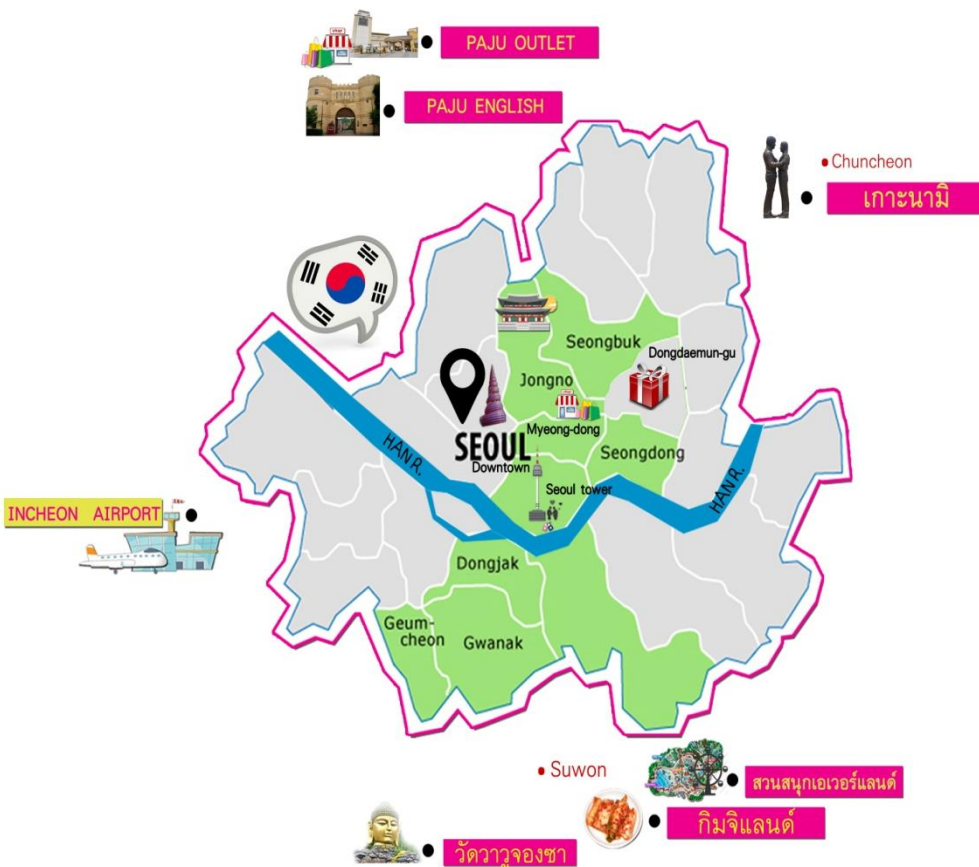 PAJU OUTLET
PAJU ENGLISH
• Chuncheon
เกาะนามิ
Seongbuk
Dongdaemun-gu
Jongno
Myeong-dong
SEOUL
Downtown
Seongdong
HAN R.
HAN R.
Seoul tower
INCHEON AIRPORT
Dongjak
Geum-
cheon
Gwanak
• Suwon
สวนสนุกเอเวอร์แลนด์
กิมจิแลนด์
วัดวาวูจองซา